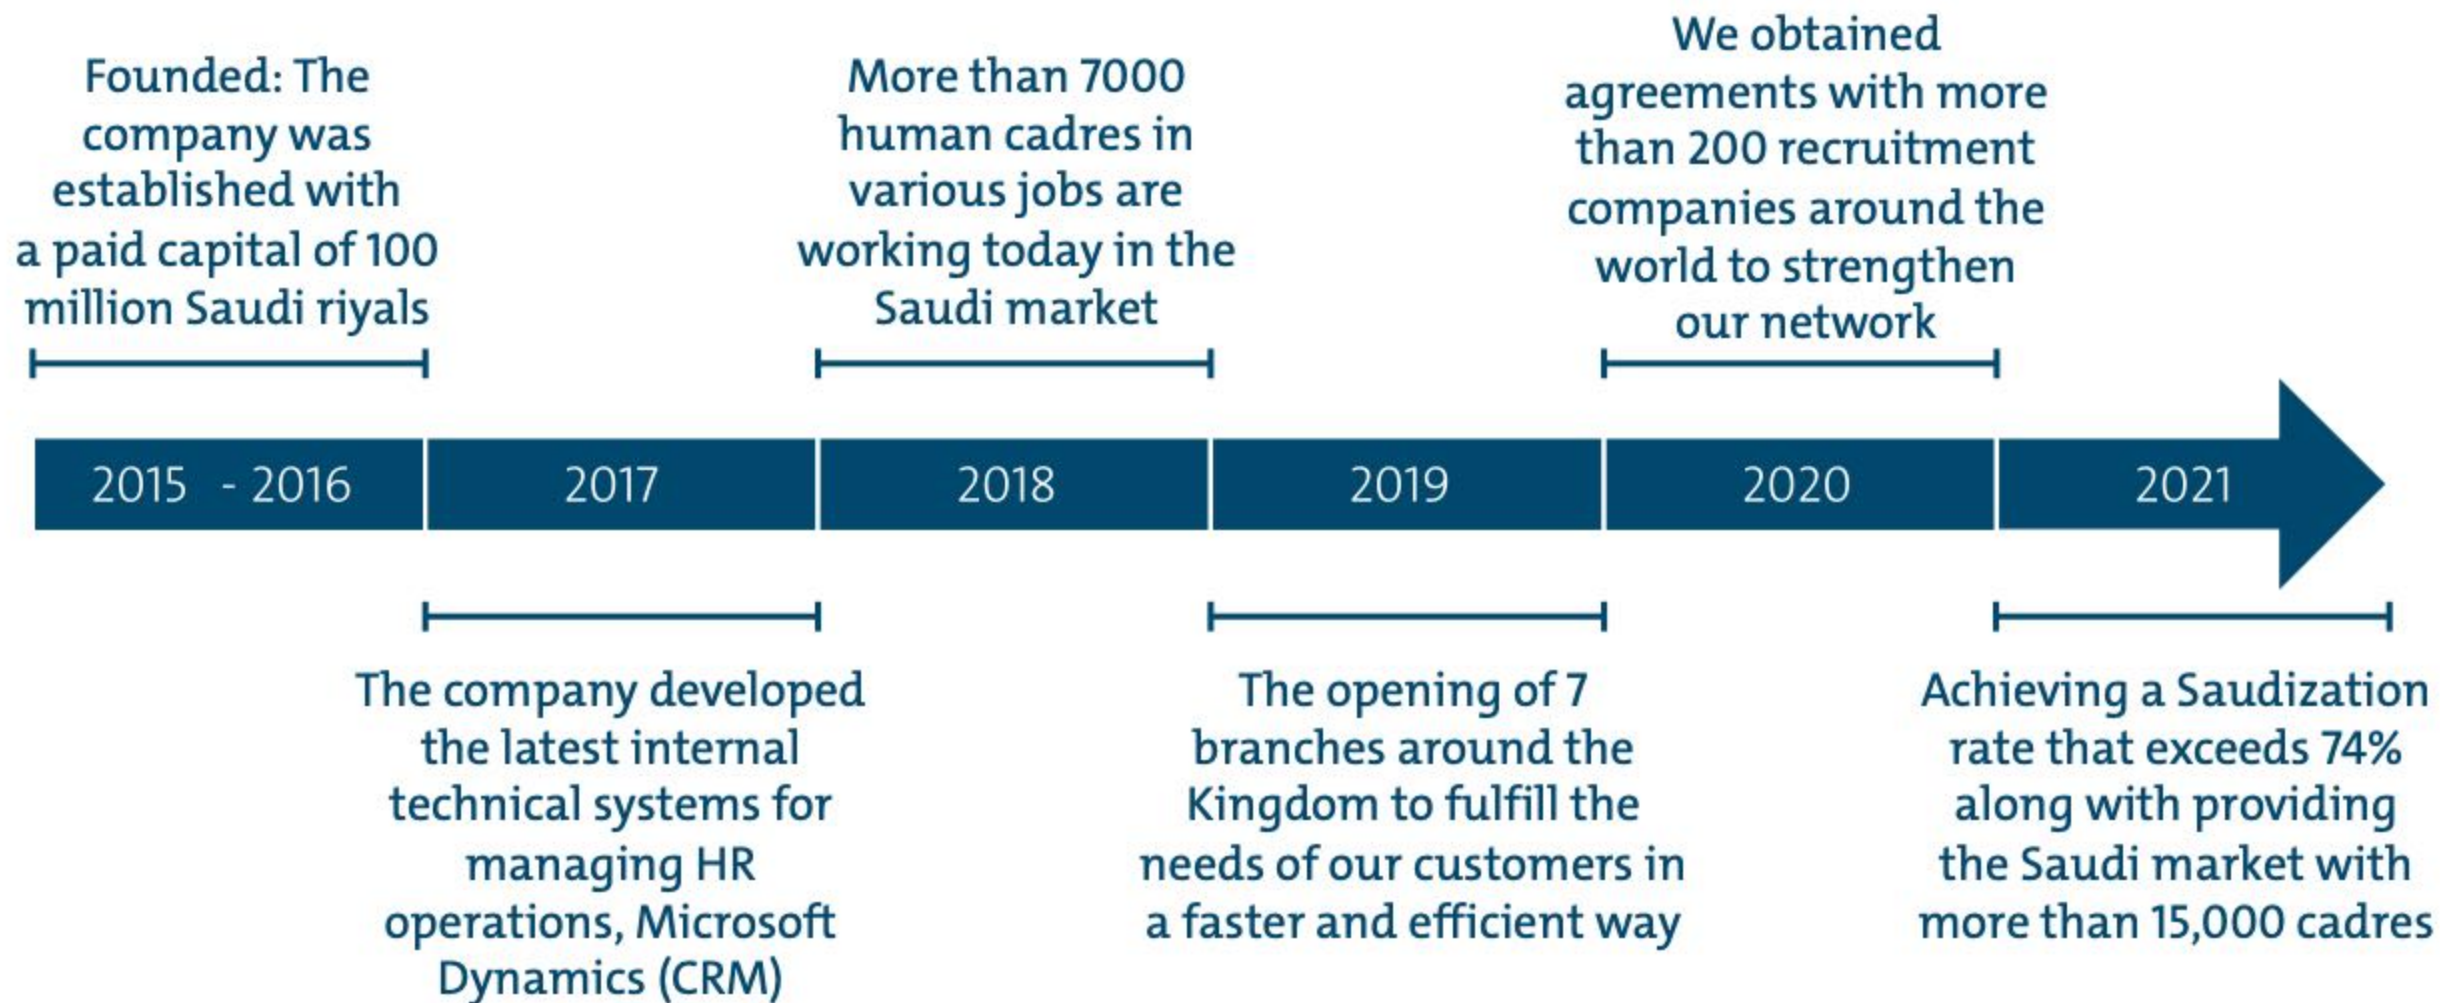 Founded: The
company was
established with
a paid capital of 100
million Saudi riyals
More than 7000
human cadres in
various jobs are
working today in the
Saudi market
We obtained
agreements with more
than 200 recruitment
companies around the
world to strengthen
our network
2015 - 2016
2017
2018
2019
2020
2021
The company developed
the latest internal
technical systems for
managing HR
operations, Microsoft
Dynamics (CRM)
The opening of 7
branches around the
Kingdom to fulfill the
needs of our customers in
a faster and efficient way
Achieving a Saudization
rate that exceeds 74%
along with providing
the Saudi market with
more than 15,000 cadres